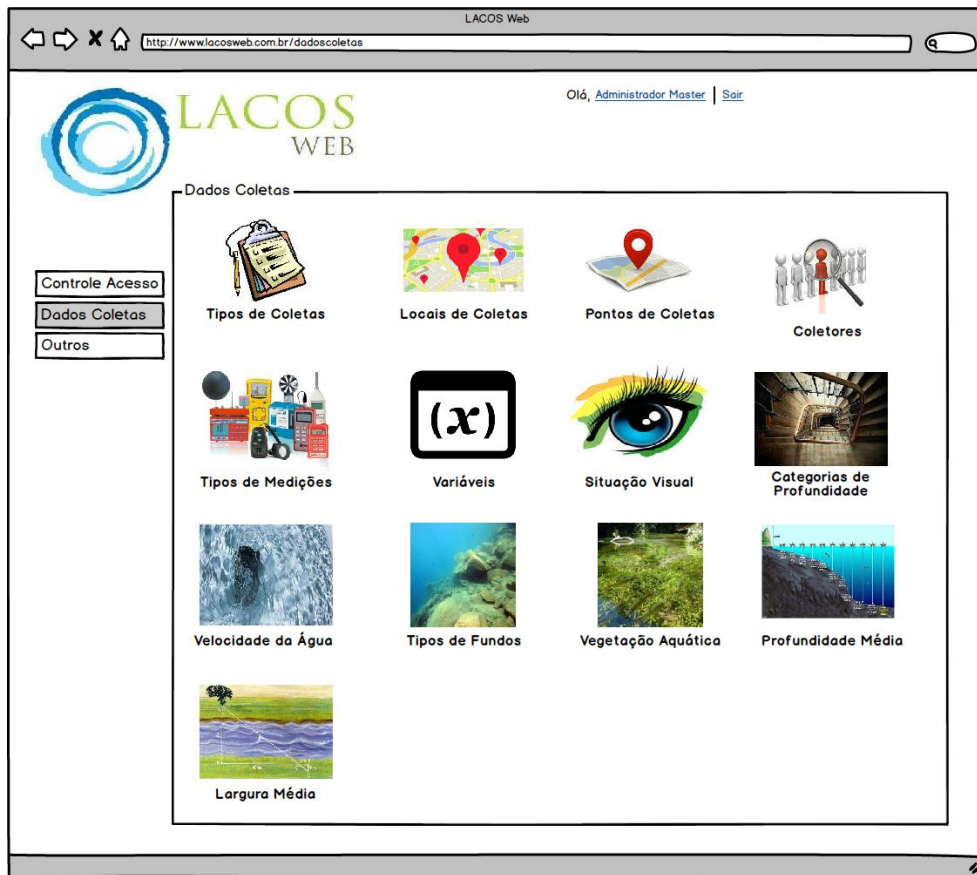 LACOS Web
http://www.lacosweb.com.br/dadoscoletas
LACOS
WEB
Olá, Administrador Master | Sair
Dados Coletas
Controle Acesso
Dados Coletas
Outros
Tipos de Coletas
Locais de Coletas
Pontos de Coletas
Coletores
Tipos de Medições
(x)
Variáveis
Situação Visual
Categorias de
Profundidade
Velocidade da Água
Tipos de Fundos
Vegetação Aquática
Profundidade Média
Largura Média